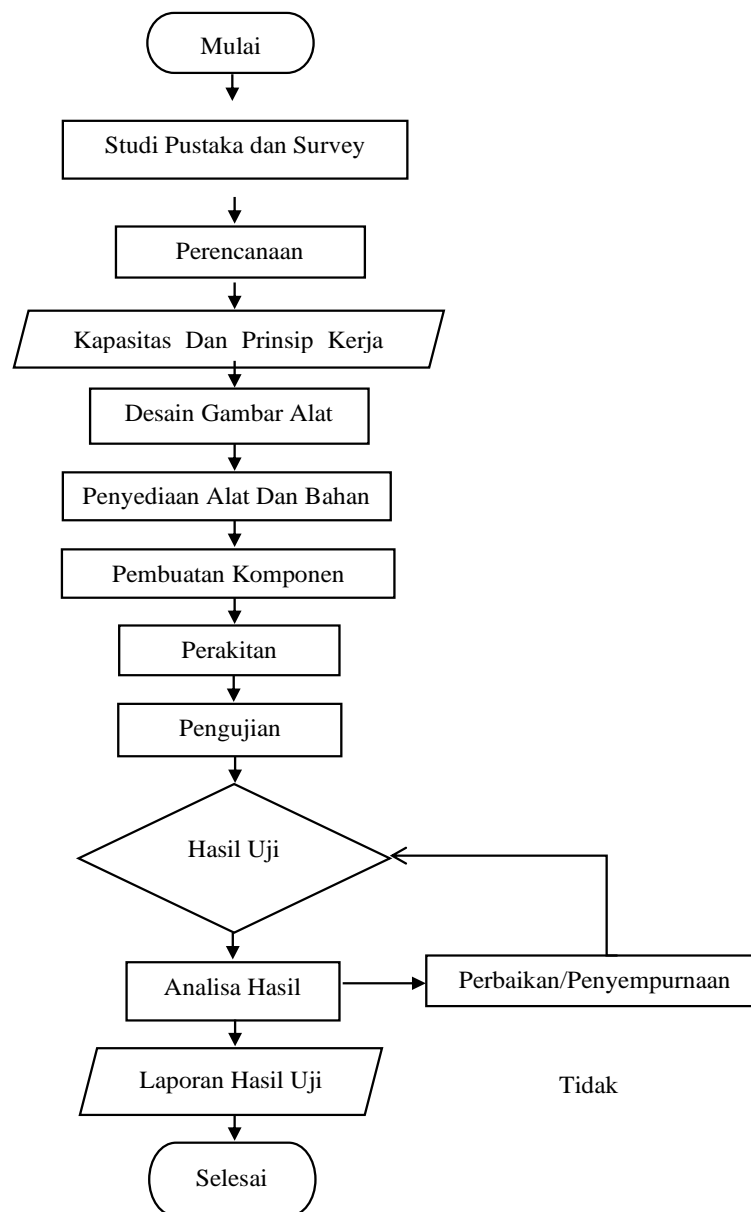 Mulai
Studi Pustaka dan Survey
Perencanaan
Kapasitas Dan Prinsip Kerja
Desain Gambar Alat
Penyediaan Alat Dan Bahan
Pembuatan Komponen
Perakitan
Pengujian
Hasil Uji
Analisa Hasil
Perbaikan/Penyempurnaan
Laporan Hasil Uji
Tidak
Selesai